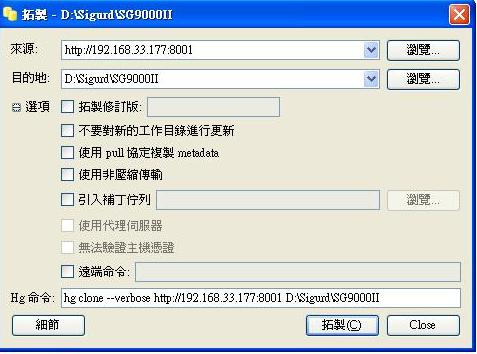 拓製 - D:\Sigurd\SG9000II
來源: http://192.168.33.177:8001 瀏覽...
目的地: D:\Sigurd\SG9000II 瀏覽...
選項 拓製修訂版:
不要對新的工作目錄進行更新
使用 pull 協定複製 metadata
使用非壓縮傳輸
引入補丁佇列 瀏覽...
使用代理伺服器
無法驗證主機憑證
遠端命令:
Hg 命令: hg clone --verbose http://192.168.33.177:8001 D:\Sigurd\SG9000II
細節 拓製(C) Close